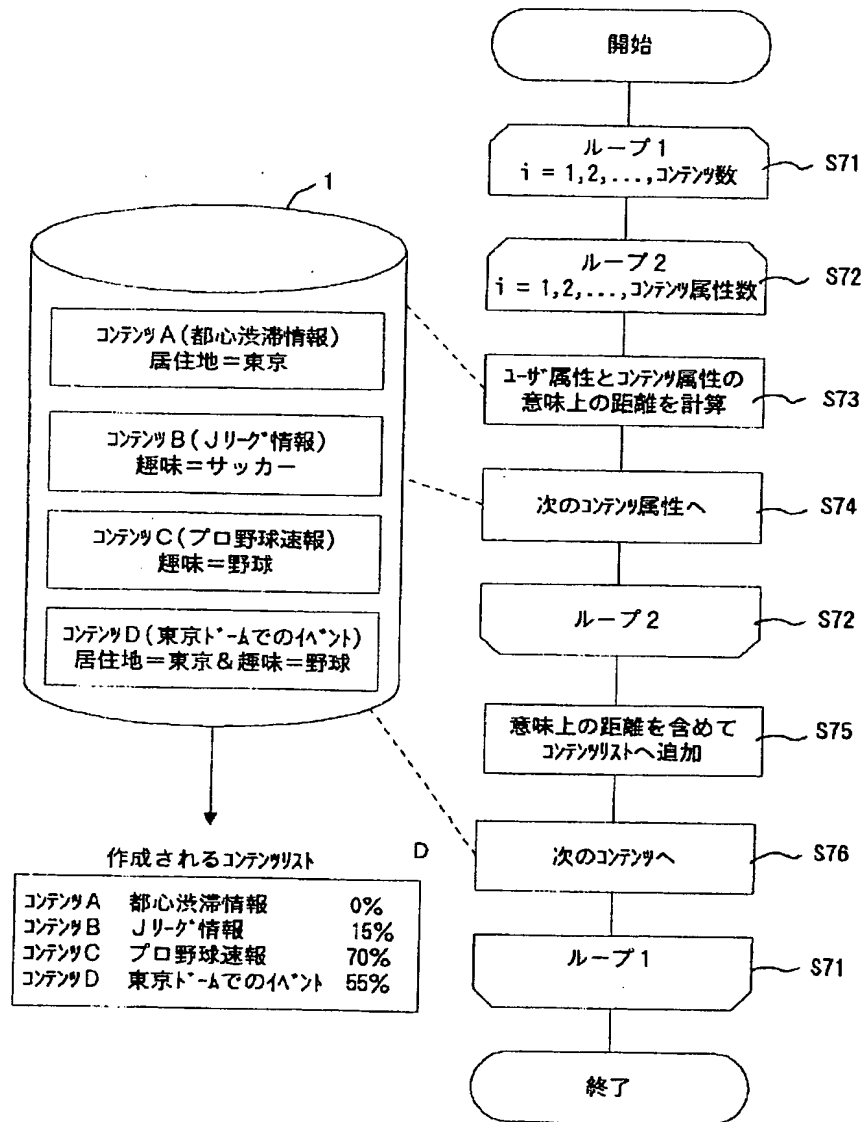 開始
ループ1
i = 1,2,...,コンテンツ数
S71
ループ2
i = 1,2,...,コンテンツ属性数
S72
ユーザ属性とコンテンツ属性の
意味上の距離を計算
S73
次のコンテンツ属性へ
S74
ループ2
S72
意味上の距離を含めて
コンテンツリストへ追加
S75
次のコンテンツへ
S76
ループ1
S71
終了
1
コンテンツA(都心渋滞情報)
居住地=東京
コンテンツB(Jリーグ情報)
趣味=サッカー
コンテンツC(プロ野球速報)
趣味=野球
コンテンツD(東京ドームでのイベント)
居住地=東京&趣味=野球
作成されるコンテンツリスト
D
コンテンツA 都心渋滞情報 0%
コンテンツB Jリーグ情報 15%
コンテンツC プロ野球速報 70%
コンテンツD 東京ドームでのイベント 55%